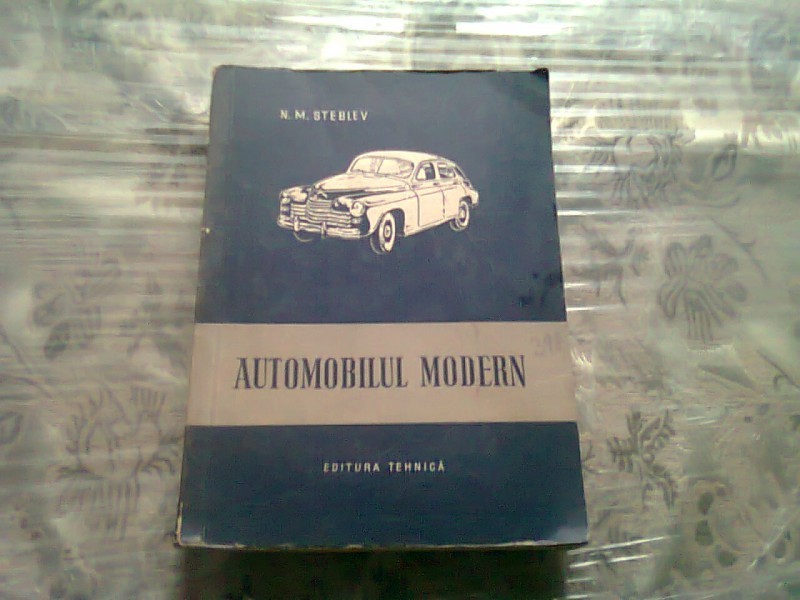 N. M. STEBLEV
AUTOMOBILUL MODERN
EDITURA TEHNICĂ